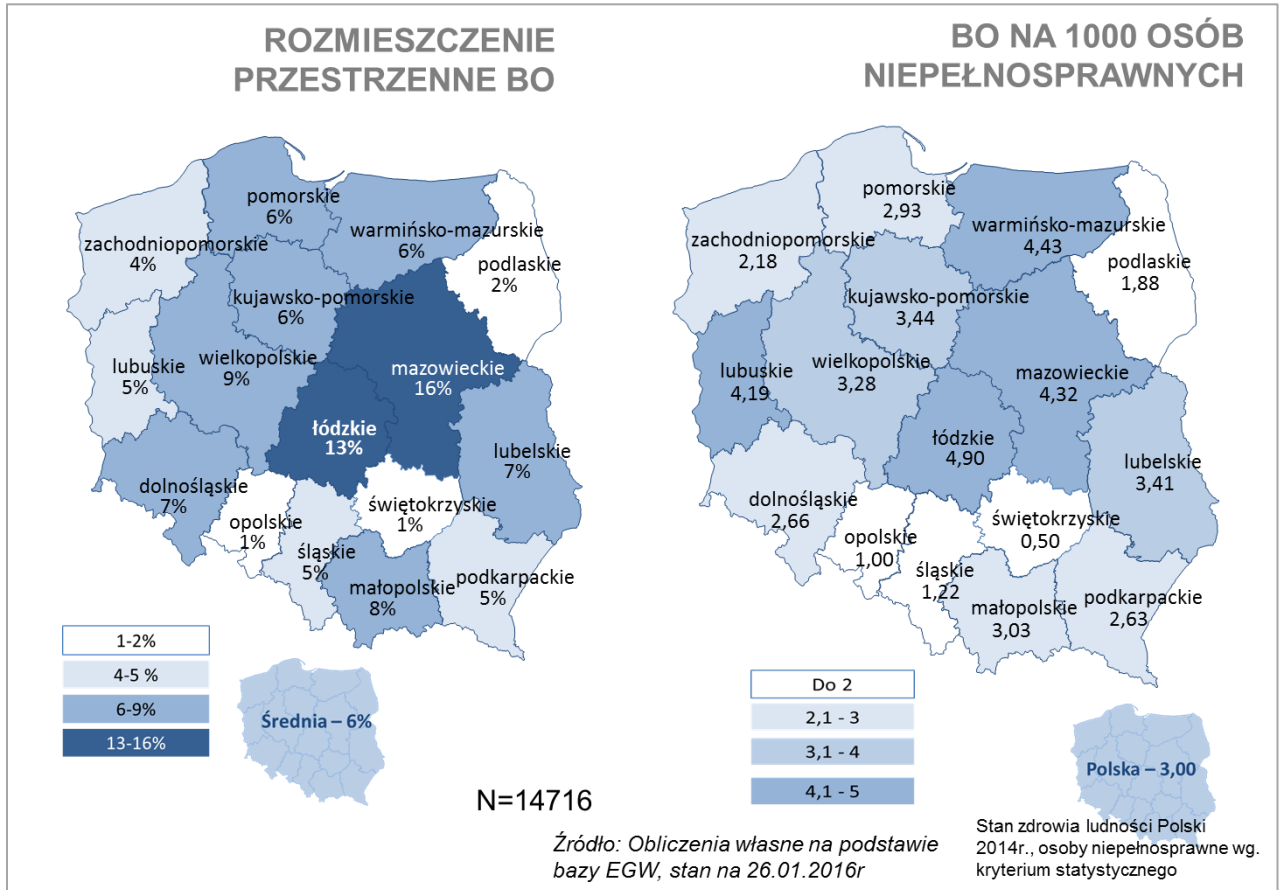 ROZMIESZCZENIE
PRZESTRZENNE BO
pomorskie
6%
warmińsko-mazurskie
6%
zachodniopomorskie
4%
podlaskie
2%
kujawsko-pomorskie
6%
lubuskie
5%
wielkopolskie
9%
mazowieckie
16%
łódzkie
13%
lubelskie
7%
dolnośląskie
7%
świętokrzyskie
1%
opolskie
1%
śląskie
5%
małopolskie
8%
podkarpackie
5%
1-2%
4-5 %
6-9%
13-16%
Średnia – 6%
N=14716
BO NA 1000 OSÓB
NIEPEŁNOSPRAWNYCH
pomorskie
2,93
warmińsko-mazurskie
4,43
zachodniopomorskie
2,18
podlaskie
1,88
kujawsko-pomorskie
3,44
lubuskie
4,19
wielkopolskie
3,28
mazowieckie
4,32
łódzkie
4,90
lubelskie
3,41
dolnośląskie
2,66
świętokrzyskie
0,50
opolskie
1,00
śląskie
1,22
małopolskie
3,03
podkarpackie
2,63
Do 2
2,1 - 3
3,1 - 4
4,1 - 5
Polska – 3,00
Źródło: Obliczenia własne na podstawie
bazy EGW, stan na 26.01.2016r
Stan zdrowia ludności Polski
2014r., osoby niepełnosprawne wg.
kryterium statystycznego